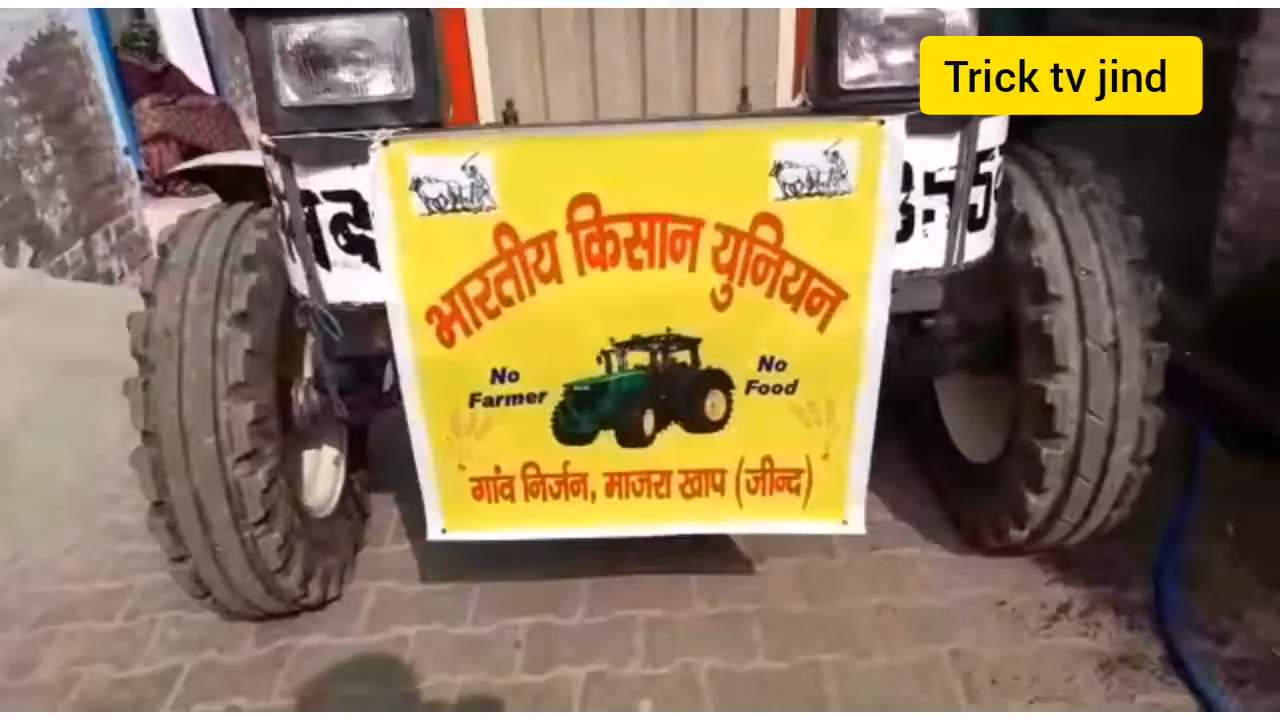 Trick tv jind
भारतीय किसान युनियन
No
Farmer
No
Food
गांव निर्जन, माजरा खाप (जीन्द)